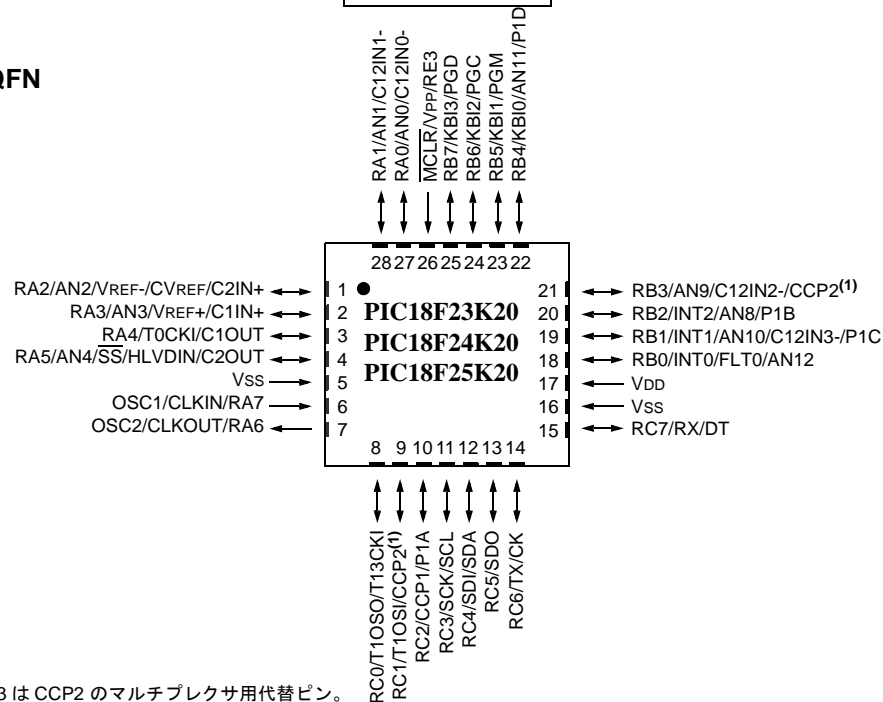 QFN
RA1/AN1/C12IN1-
RA0/AN0/C12IN0-
MCLR/VPP/RE3
RB7/KBI3/PGD
RB6/KBI2/PGC
RB5/KBI1/PGM
RB4/KBI0/AN11/P1D
28 27 26 25 24 23 22
RA2/AN2/VREF-/CVREF/C2IN+ 1
RA3/AN3/VREF+/C1IN+ 2
RA4/T0CKI/C1OUT 3
RA5/AN4/SS/HLVDIN/C2OUT 4
VSS 5
OSC1/CLKIN/RA7 6
OSC2/CLKOUT/RA6 7
PIC18F23K20
PIC18F24K20
PIC18F25K20
21 RB3/AN9/C12IN2-/CCP2(1)
20 RB2/INT2/AN8/P1B
19 RB1/INT1/AN10/C12IN3-/P1C
18 RB0/INT0/FLT0/AN12
17 VDD
16 VSS
15 RC7/RX/DT
8 9 10 11 12 13 14
RC0/T1OSO/T13CKI
RC1/T1OSI/CCP2(1)
RC2/CCP1/P1A
RC3/SCK/SCL
RC4/SDI/SDA
RC5/SDO
RC6/TX/CK
3 は CCP2 のマルチプレクサ用代替ピン。